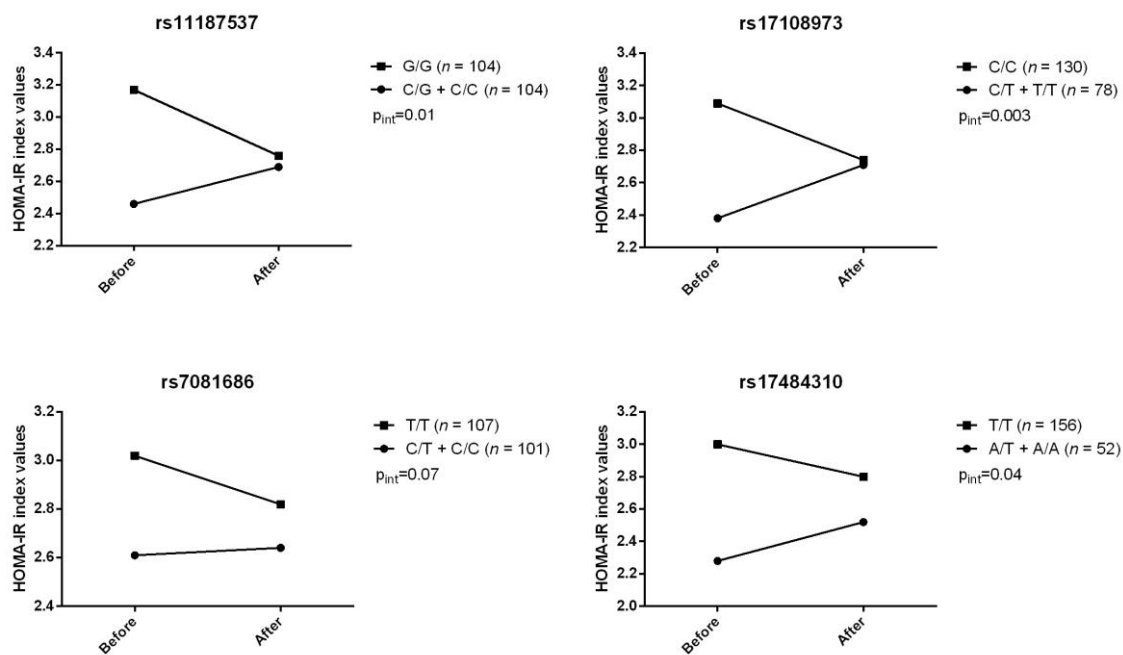 rs11187537
3.4
3.2
3.0
2.8
2.6
2.4
2.2
HOMA-IR index values
Before
After
G/G (n = 104)
C/G + C/C (n = 104)
pint=0.01
rs17108973
3.4
3.2
3.0
2.8
2.6
2.4
2.2
HOMA-IR index values
Before
After
C/C (n = 130)
C/T + T/T (n = 78)
pint=0.003
rs7081686
3.2
3.0
2.8
2.6
2.4
HOMA-IR index values
Before
After
T/T (n = 107)
C/T + C/C (n = 101)
pint=0.07
rs17484310
3.2
3.0
2.8
2.6
2.4
2.2
2.0
HOMA-IR index values
Before
After
T/T (n = 156)
A/T + A/A (n = 52)
pint=0.04